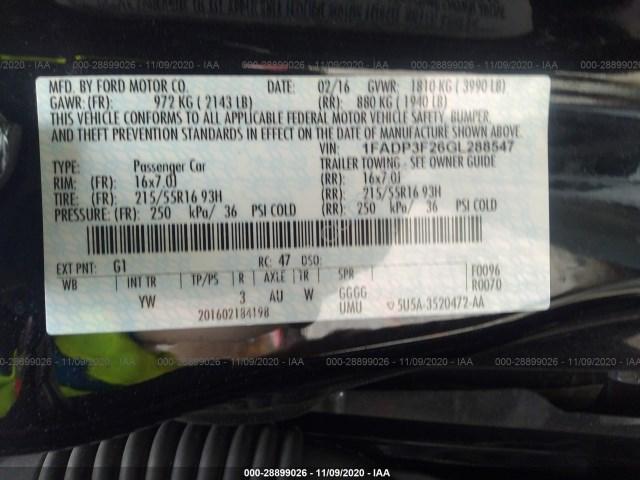 000-28899026 - 11/09/2020 - IAA
MFD. BY FORD MOTOR CO. DATE: 02/16 GVWR: 1810 KG ( 3990 LB)
GAWR: (FR): 972 KG ( 2143 LB) (RR): 880 KG ( 1940 LB)
THIS VEHICLE CONFORMS TO ALL APPLICABLE FEDERAL MOTOR VEHICLE SAFETY, BUMPER,
AND THEFT PREVENTION STANDARDS IN EFFECT ON THE DATE OF MANUFACTURE SHOWN ABOVE.
VIN: 1FADP3F26GL288547
TYPE: Passenger Car TRAILER TOWING - SEE OWNER GUIDE
RIM: (FR): 16x7.0J (RR): 16x7.0J
TIRE: (FR): 215/55R16 93H (RR): 215/55R16 93H
PRESSURE: (FR): 250 kPa/ 36 PSI COLD (RR): 250 kPa/ 36 PSI COLD
EXT PNT: G1 RC: 47 DSO: F0096
WB INT TR TP/PS R AXLE TR SPR R0070
YW 3 AU W GGGG
201602184198 UMU 5U5A-3520472-AA
000-28899026 - 11/09/2020 - IAA
000-28899026 - 11/09/2020 - IAA